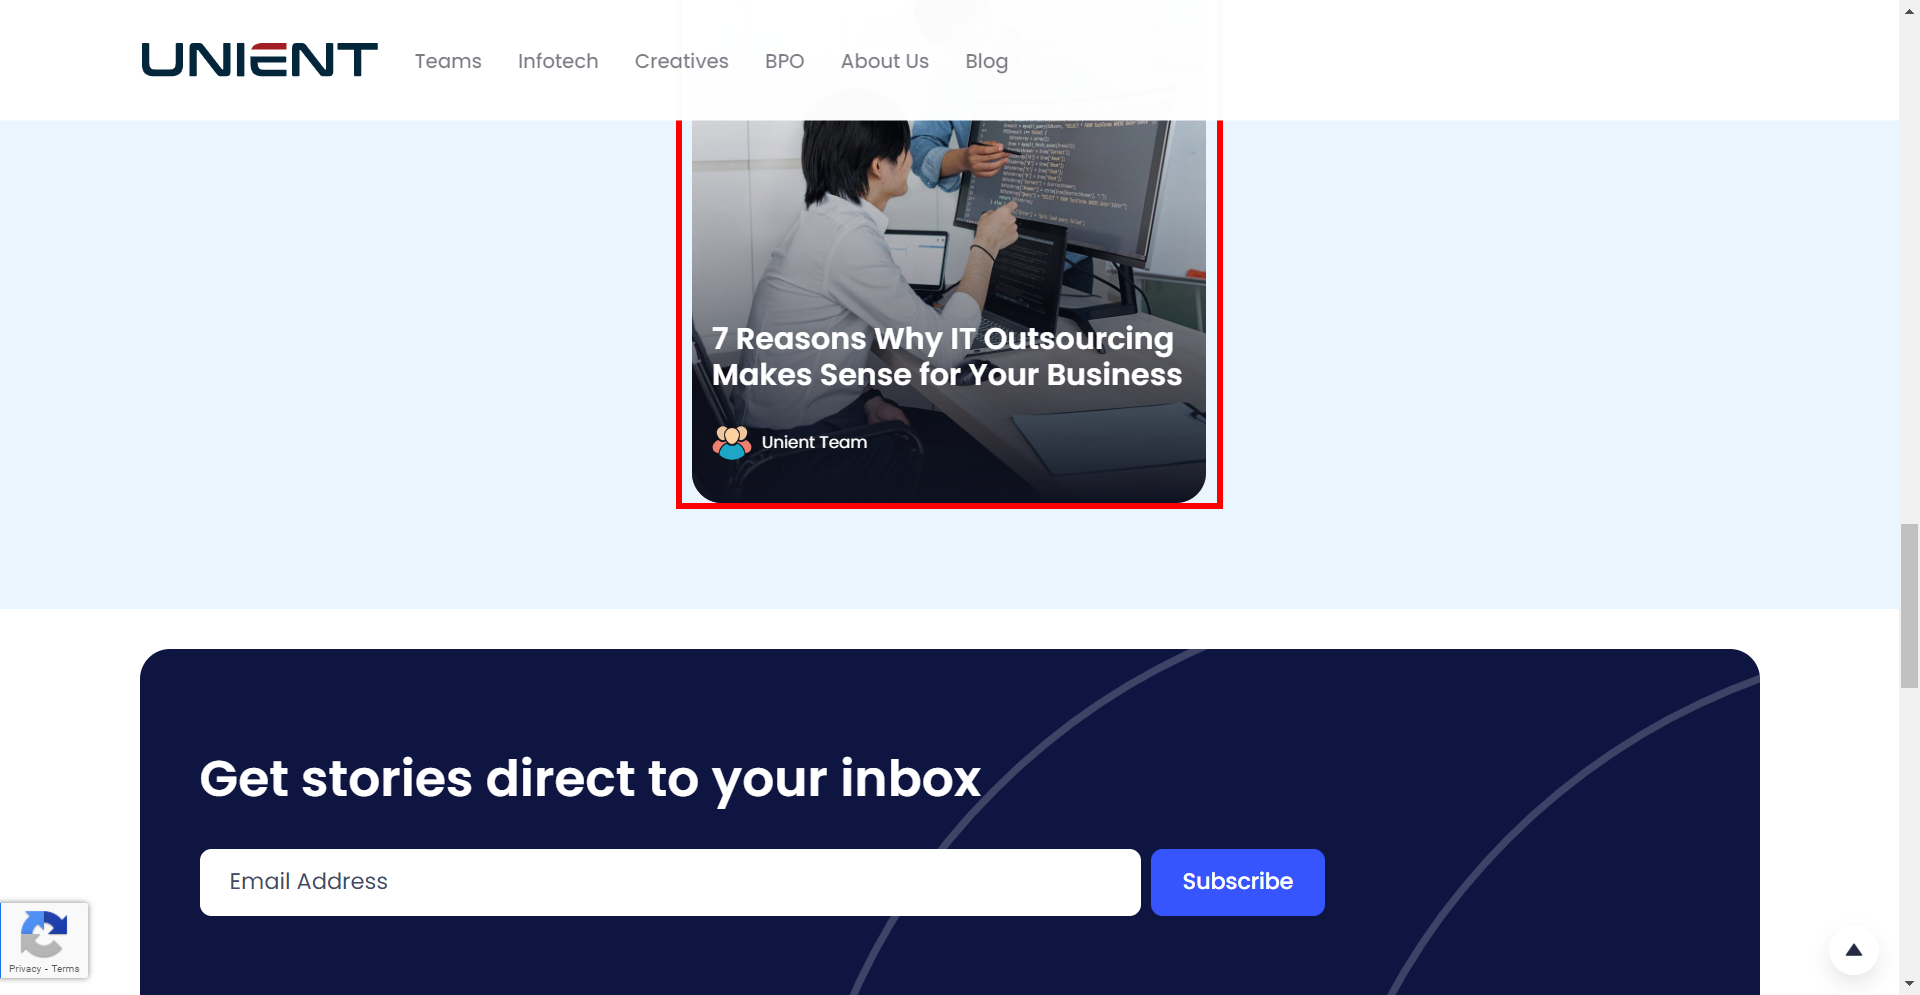 UNIENT
Teams
Infotech
Creatives
BPO
About Us
Blog
7 Reasons Why IT Outsourcing
Makes Sense for Your Business
Unient Team
Get stories direct to your inbox
Email Address
Subscribe
Privacy - Terms